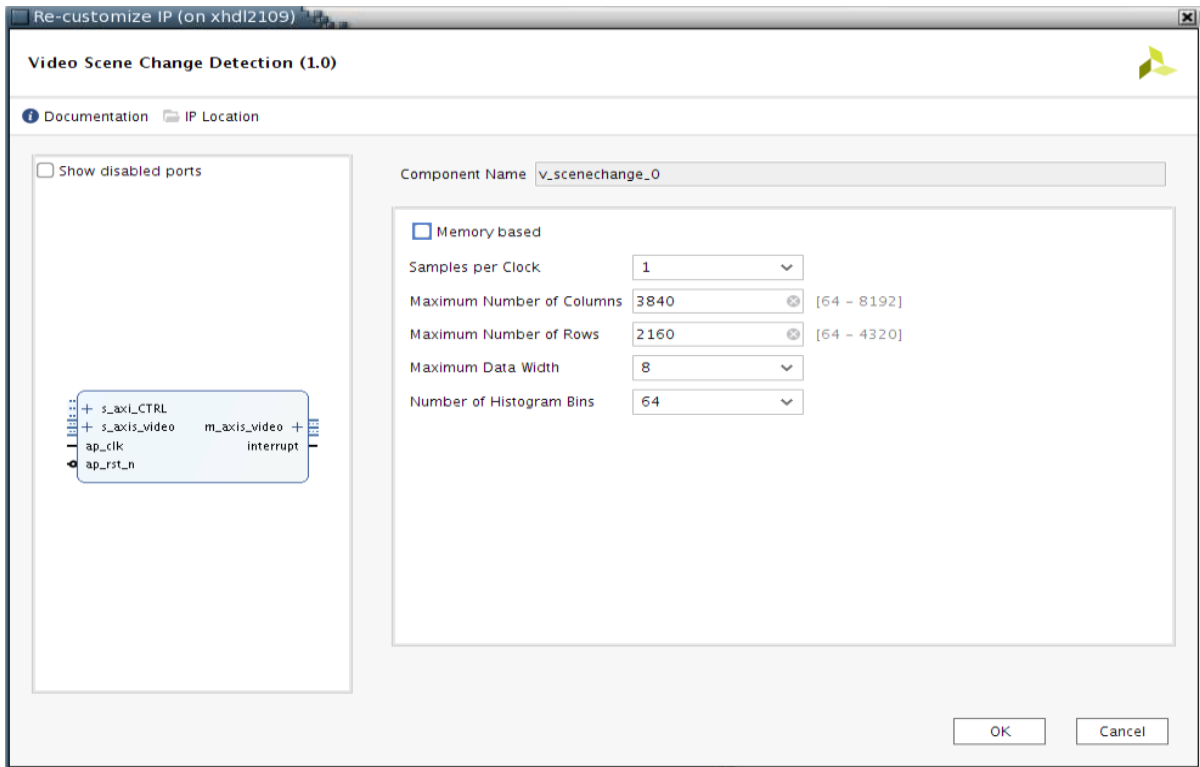 Re-customize IP (on xhdl2109)
Video Scene Change Detection (1.0)
Documentation IP Location
Show disabled ports
s_axi_CTRL
s_axis_video m_axis_video
ap_clk interrupt
ap_rst_n
Component Name v_scenechange_0
Memory based
Samples per Clock 1
Maximum Number of Columns 3840 [64 - 8192]
Maximum Number of Rows 2160 [64 - 4320]
Maximum Data Width 8
Number of Histogram Bins 64
OK Cancel